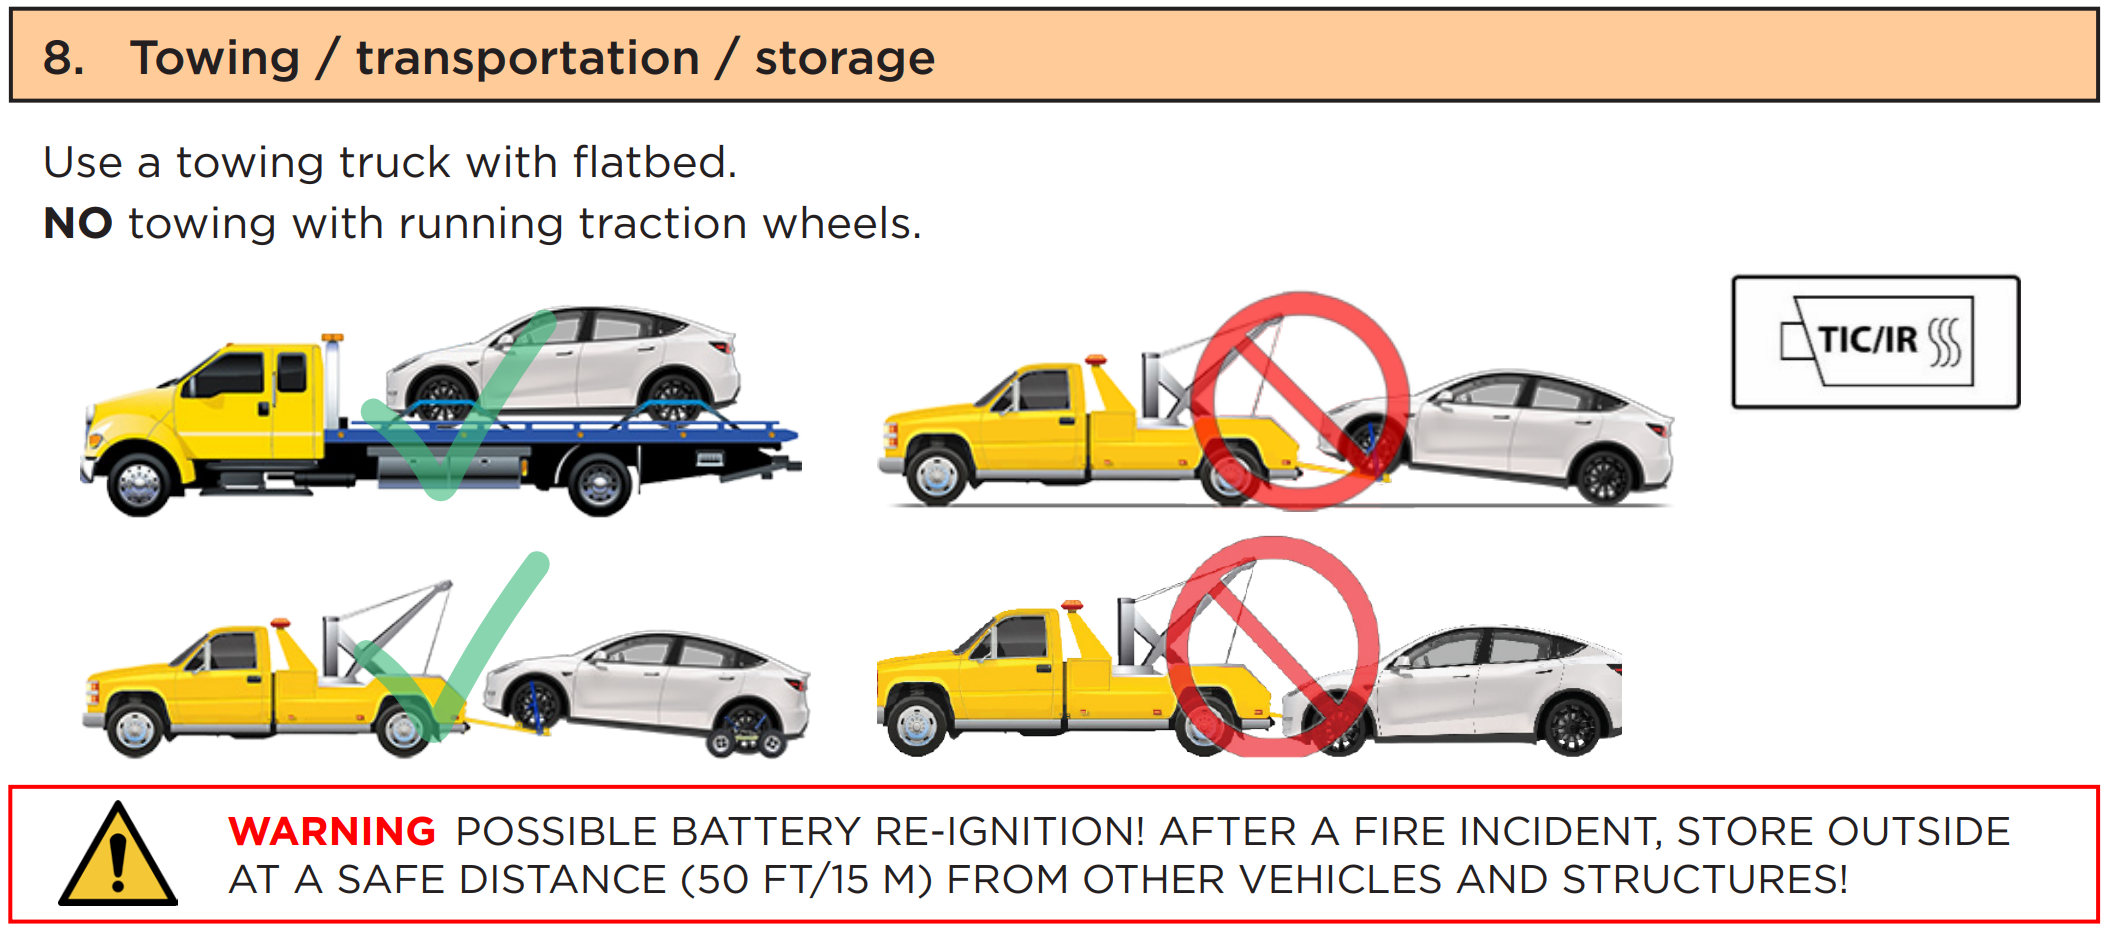 8. Towing / transportation / storage
Use a towing truck with flatbed.
NO towing with running traction wheels.
TIC/IR
WARNING POSSIBLE BATTERY RE-IGNITION! AFTER A FIRE INCIDENT, STORE OUTSIDE
AT A SAFE DISTANCE (50 FT/15 M) FROM OTHER VEHICLES AND STRUCTURES!